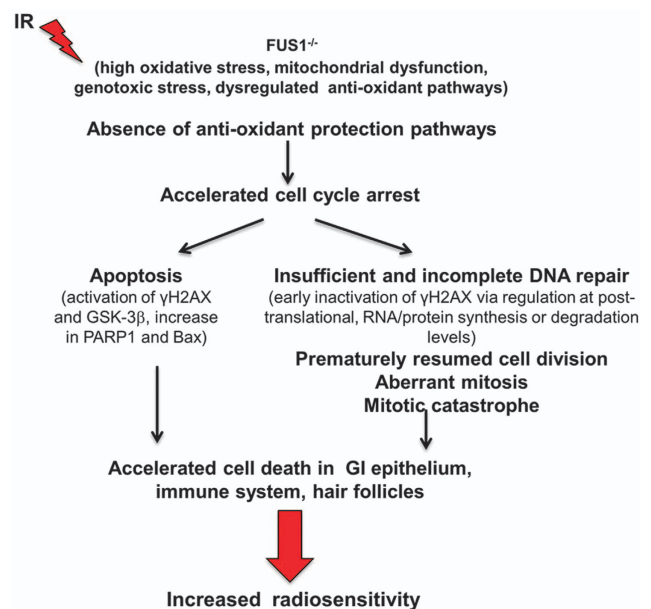 IR
FUS1-/-
(high oxidative stress, mitochondrial dysfunction,
genotoxic stress, dysregulated anti-oxidant pathways)
Absence of anti-oxidant protection pathways
Accelerated cell cycle arrest
Apoptosis
(activation of γH2AX
and GSK-3β, increase
in PARP1 and Bax)
Insufficient and incomplete DNA repair
(early inactivation of γH2AX via regulation at post-
translational, RNA/protein synthesis or degradation
levels)
Prematurely resumed cell division
Aberrant mitosis
Mitotic catastrophe
Accelerated cell death in GI epithelium,
immune system, hair follicles
Increased radiosensitivity